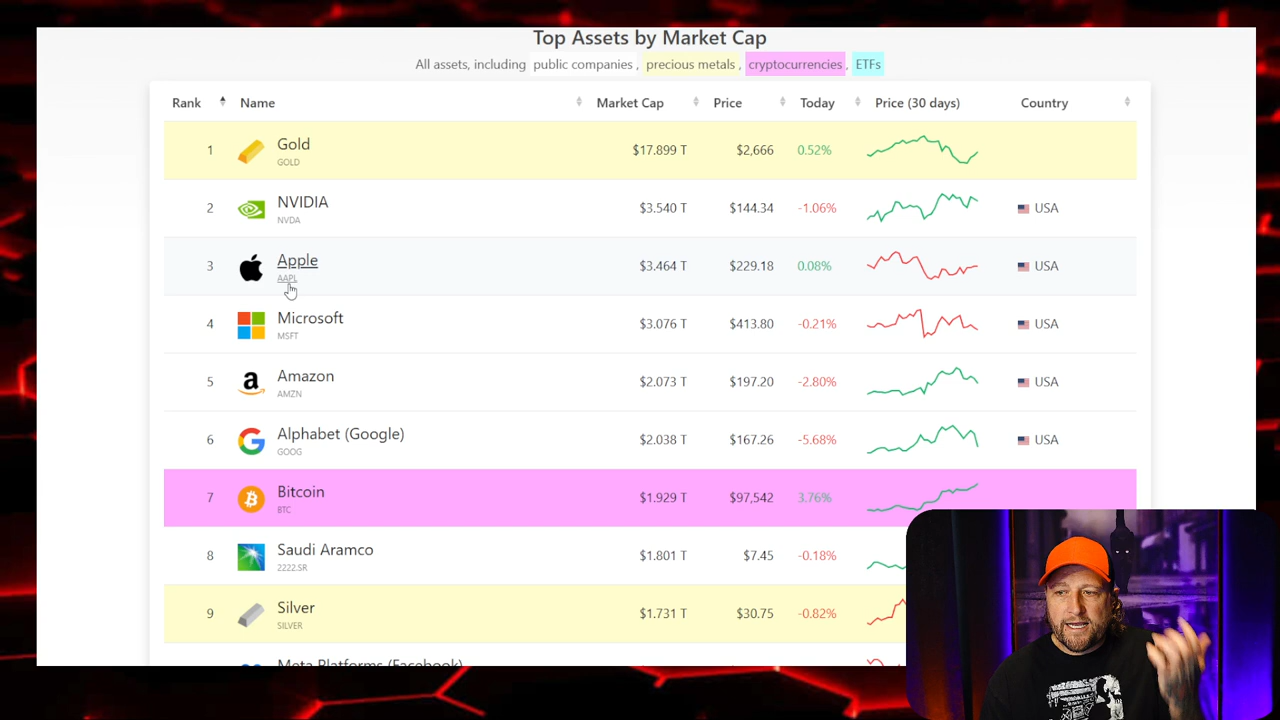 Top Assets by Market Cap
All assets, including public companies , precious metals , cryptocurrencies , ETFs
Rank Name Market Cap Price Today Price (30 days) Country
1 Gold $17.899 T $2,666 0.52%
GOLD
2 NVIDIA $3.540 T $144.34 -1.06% USA
NVDA
3 Apple $3.464 T $229.18 0.08% USA
AAPL
4 Microsoft $3.076 T $413.80 -0.21% USA
MSFT
5 Amazon $2.073 T $197.20 -2.80% USA
AMZN
6 Alphabet (Google) $2.038 T $167.26 -5.68% USA
GOOG
7 Bitcoin $1.929 T $97,542 3.76%
BTC
8 Saudi Aramco $1.801 T $7.45 -0.18%
2222.SR
9 Silver $1.731 T $30.75 -0.82%
SILVER
Meta Platforms (Facebook)